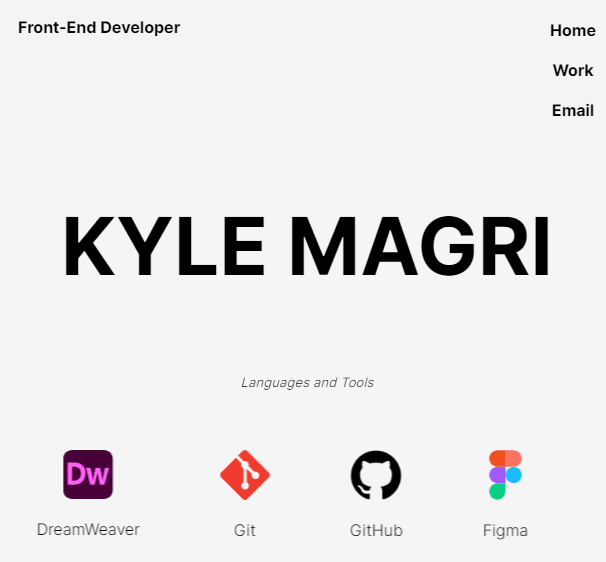 Front-End Developer
Home
Work
Email
KYLE MAGRI
Languages and Tools
Dw
DreamWeaver
Git
GitHub
Figma